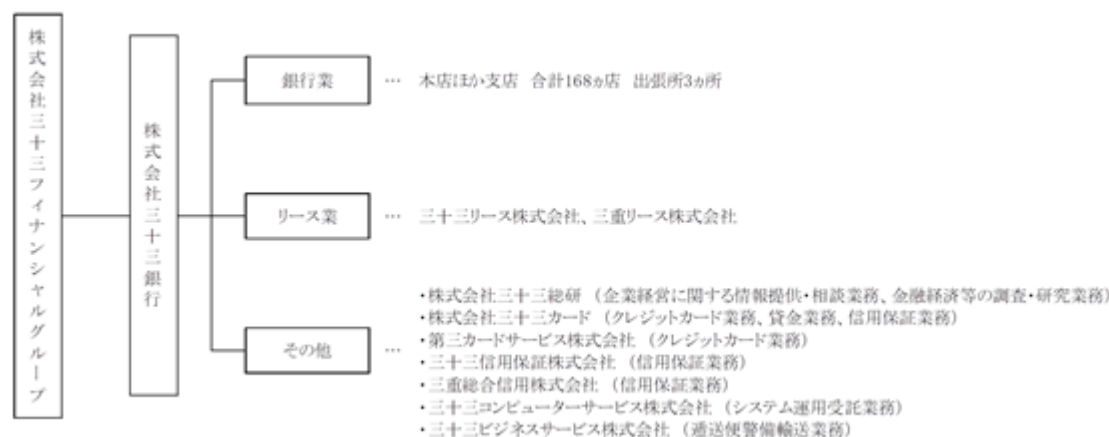 株式会社三十三フィナンシャルグループ
株式会社三十三銀行
銀行業 … 本店ほか支店 合計168ヵ店 出張所3ヵ所
リース業 … 三十三リース株式会社、三重リース株式会社
その他 …
・株式会社三十三総研 （企業経営に関する情報提供・相談業務、金融経済等の調査・研究業務）
・株式会社三十三カード （クレジットカード業務、貸金業務、信用保証業務）
・第三カードサービス株式会社 （クレジットカード業務）
・三十三信用保証株式会社 （信用保証業務）
・三重総合信用株式会社 （信用保証業務）
・三十三コンピューターサービス株式会社 （システム運用受託業務）
・三十三ビジネスサービス株式会社 （逓送便警備輸送業務）